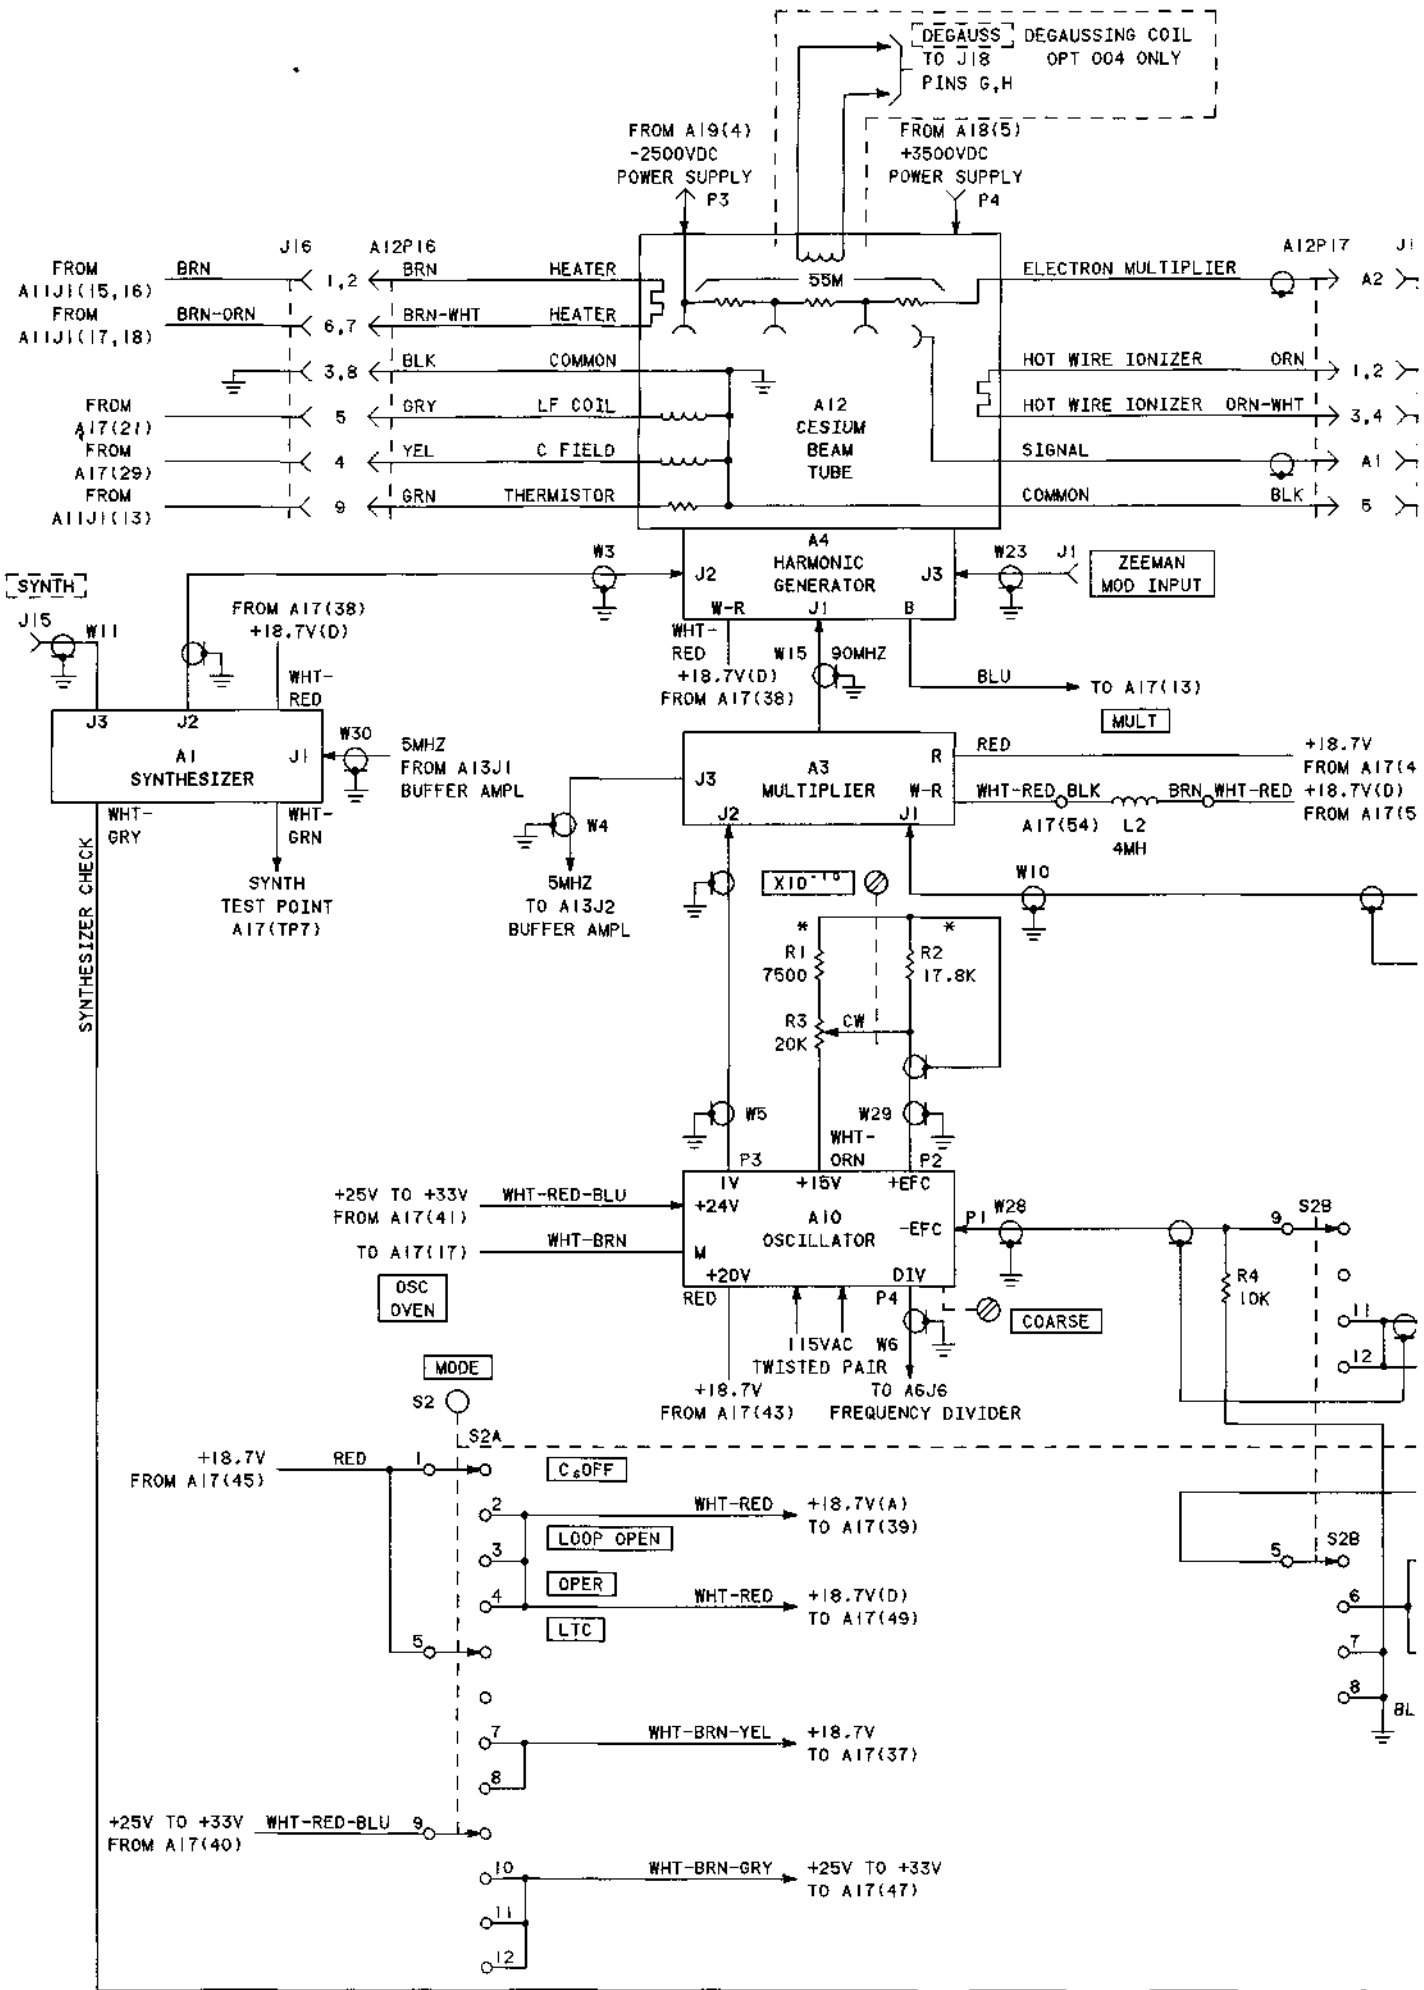 DEGAUSS DEGAUSSING COIL
TO J18 OPT 004 ONLY
PINS G,H
FROM A19(4)
-2500VDC
POWER SUPPLY
P3
FROM A18(5)
+3500VDC
POWER SUPPLY
P4
J16 A12P16
A12P17
FROM
A11J1(15,16)
BRN
1,2
BRN
HEATER
55M
ELECTRON MULTIPLIER
A2
FROM
A11J1(17,18)
BRN-ORN
6,7
BRN-WHT
HEATER
3,8
BLK
COMMON
HOT WIRE IONIZER
ORN
1,2
FROM
A17(21)
5
GRY
LF COIL
A12
CESIUM
BEAM
TUBE
HOT WIRE IONIZER
ORN-WHT
3,4
FROM
A17(29)
4
YEL
C FIELD
SIGNAL
A1
FROM
A11J1(13)
9
GRN
THERMISTOR
COMMON
BLK
W3
J2
A4
HARMONIC
GENERATOR
J3
W-R
J1
B
W23
J1
ZEEMAN
MOD INPUT
SYNTH
J15
W11
FROM A17(38)
+18.7V(D)
WHT-
RED
WHT-
RED
+18.7V(D)
FROM A17(38)
W15
90MHZ
BLU
TO A17(13)
MULT
J3
J2
A1
SYNTHESIZER
J1
W30
5MHZ
FROM A13J1
BUFFER AMPL
J3
A3
MULTIPLIER
R
W-R
J2
J1
RED
+18.7V
FROM A17(4
WHT-RED
BLK
BRN
WHT-RED
+18.7V(D)
FROM A17(5
A17(54)
L2
4MH
WHT-
GRY
WHT-
GRN
W4
SYNTHESIZER CHECK
SYNTH
TEST POINT
A17(TP7)
5MHZ
TO A13J2
BUFFER AMPL
X10⁻¹⁰
W10
*
*
R1
7500
R2
17.8K
R3
20K
CW
W5
W29
WHT-
ORN
P3
P2
1V
+15V
+EFC
+25V TO +33V
FROM A17(41)
WHT-RED-BLU
+24V
A10
OSCILLATOR
-EFC
P1
W28
9
S2B
TO A17(17)
WHT-BRN
M
+20V
DIV
OSC
OVEN
RED
P4
COARSE
R4
10K
11
12
115VAC
TWISTED PAIR
W6
MODE
S2
+18.7V
FROM A17(43)
TO A6J6
FREQUENCY DIVIDER
S2A
+18.7V
FROM A17(45)
RED
1
CsOFF
2
WHT-RED
+18.7V(A)
TO A17(39)
LOOP OPEN
3
OPER
4
WHT-RED
+18.7V(D)
TO A17(49)
LTC
5
S2B
5
6
7
8
BL
7
WHT-BRN-YEL
+18.7V
TO A17(37)
8
+25V TO +33V
FROM A17(40)
WHT-RED-BLU
9
10
WHT-BRN-GRY
+25V TO +33V
TO A17(47)
11
12